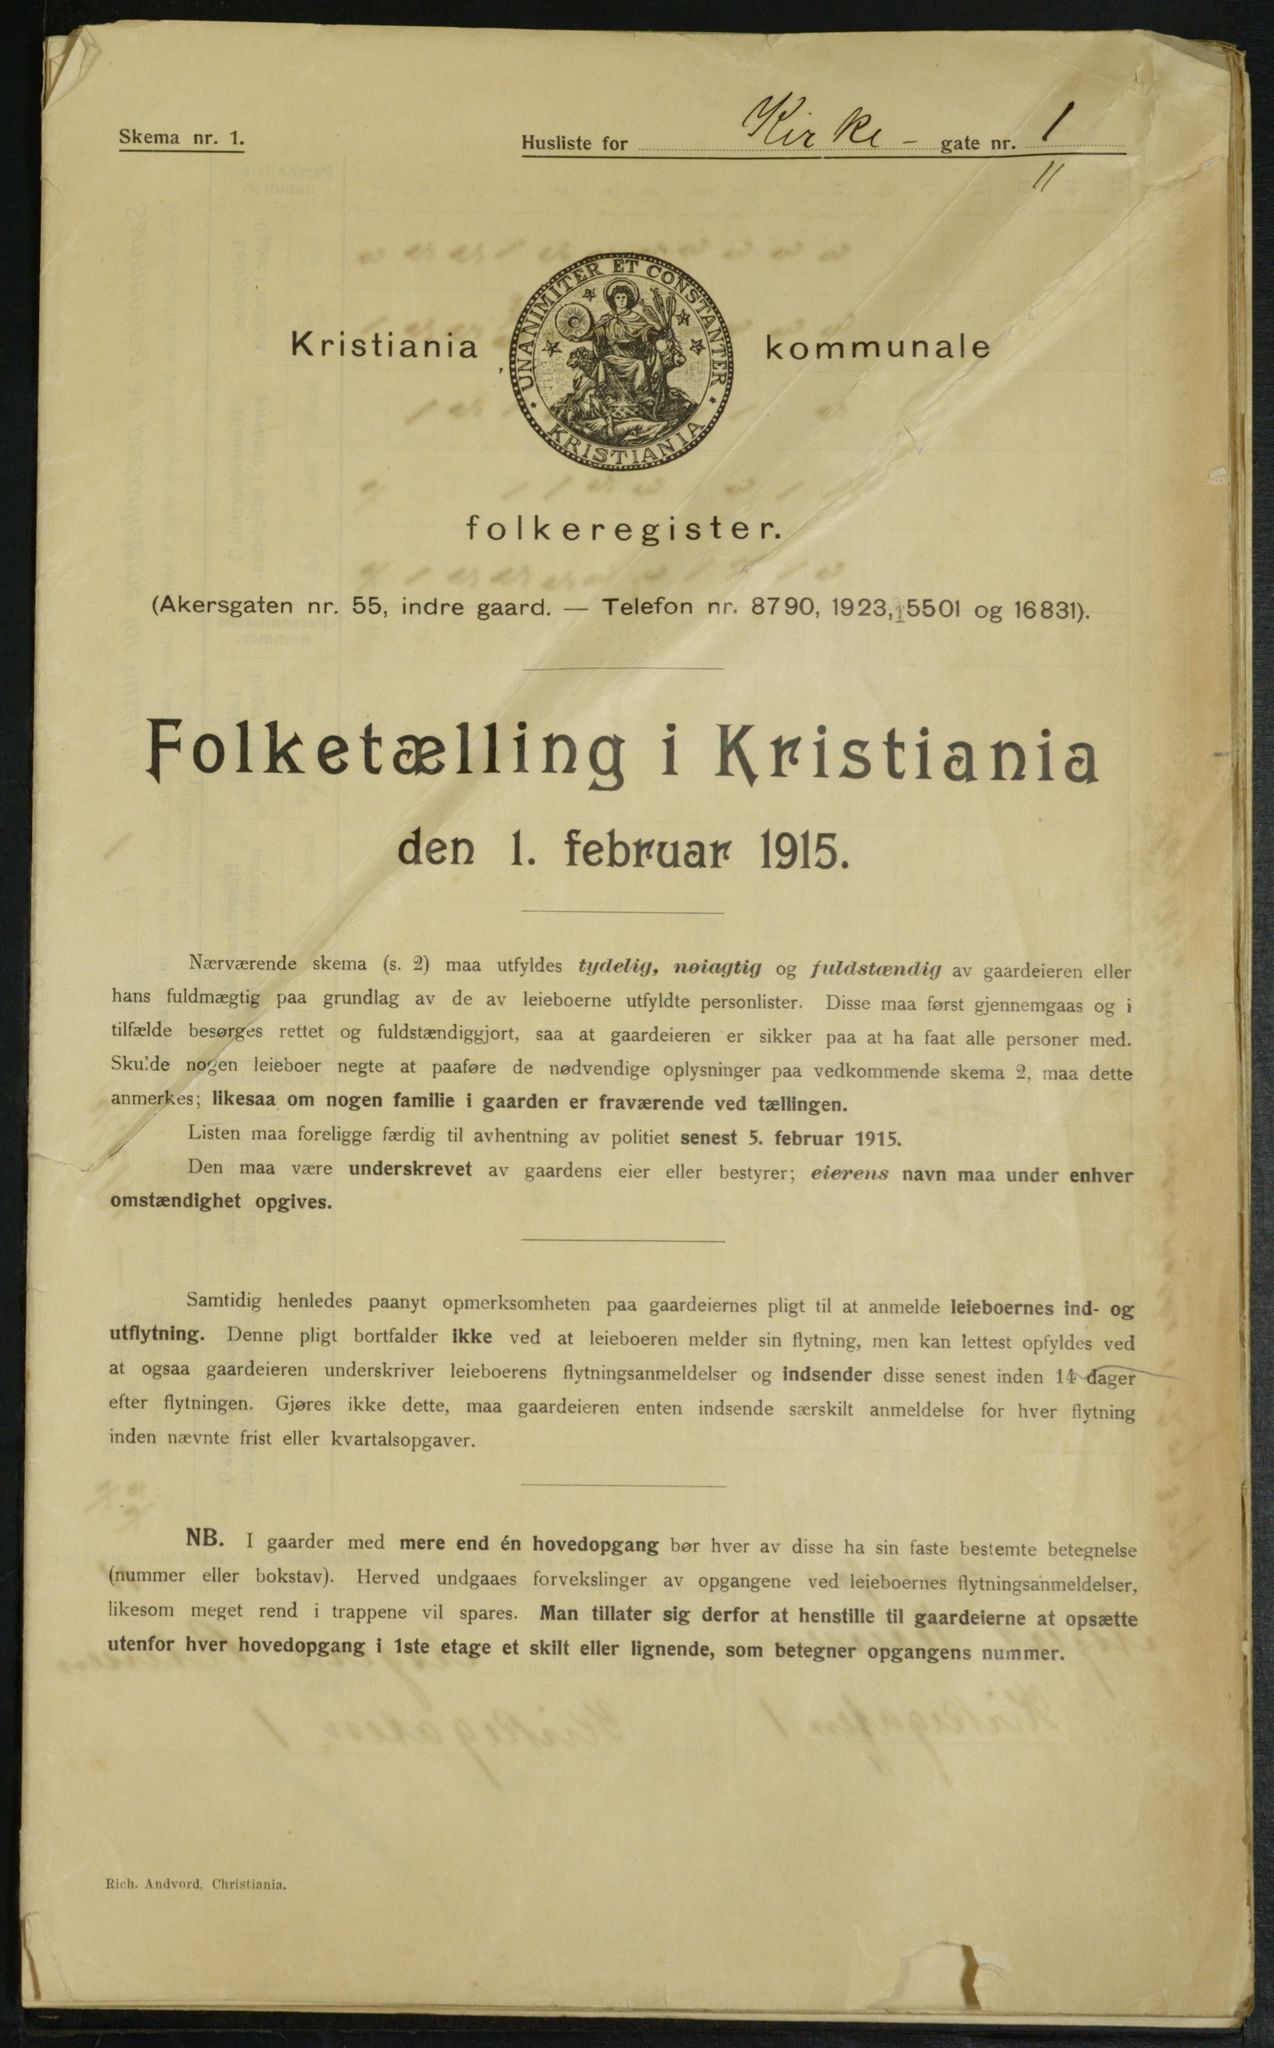 Skema nr. 1.
Husliste for Kirke- gate nr. 1
"
UNANIMITER ET CONSTANTER
KRISTIANIA
Kristiania kommunale
folkeregister.
(Akersgaten nr. 55, indre gaard. — Telefon nr. 8790, 1923, 15501 og 16831).
Folketælling i Kristiania
den 1. februar 1915.
Nærværende skema (s. 2) maa utfyldes tydelig, nøiagtig og fuldstændig av gaardeieren eller
hans fuldmægtig paa grundlag av de av leieboerne utfyldte personlister. Disse maa først gjennemgaas og i
tilfælde besørges rettet og fuldstændiggjort, saa at gaardeieren er sikker paa at ha faat alle personer med.
Skulde nogen leieboer negte at paaføre de nødvendige oplysninger paa vedkommende skema 2, maa dette
anmerkes; likesaa om nogen familie i gaarden er fraværende ved tællingen.
Listen maa foreligge færdig til avhentning av politiet senest 5. februar 1915.
Den maa være underskrevet av gaardens eier eller bestyrer; eierens navn maa under enhver
omstændighet opgives.
Samtidig henledes paanyt opmerksomheten paa gaardeiernes pligt til at anmelde leieboernes ind- og
utflytning. Denne pligt bortfalder ikke ved at leieboeren melder sin flytning, men kan lettest opfyldes ved
at ogsaa gaardeieren underskriver leieboerens flytningsanmeldelser og indsender disse senest inden 14 dager
efter flytningen. Gjøres ikke dette, maa gaardeieren enten indsende særskilt anmeldelse for hver flytning
inden nævnte frist eller kvartalsopgaver.
NB. I gaarder med mere end én hovedopgang bør hver av disse ha sin faste bestemte betegnelse
(nummer eller bokstav). Herved undgaaes forvekslinger av opgangene ved leieboernes flytningsanmeldelser,
likesom meget rend i trappene vil spares. Man tillater sig derfor at henstille til gaardeierne at opsætte
utenfor hver hovedopgang i 1ste etage et skilt eller lignende, som betegner opgangens nummer.
Rich. Andvord, Christiania.